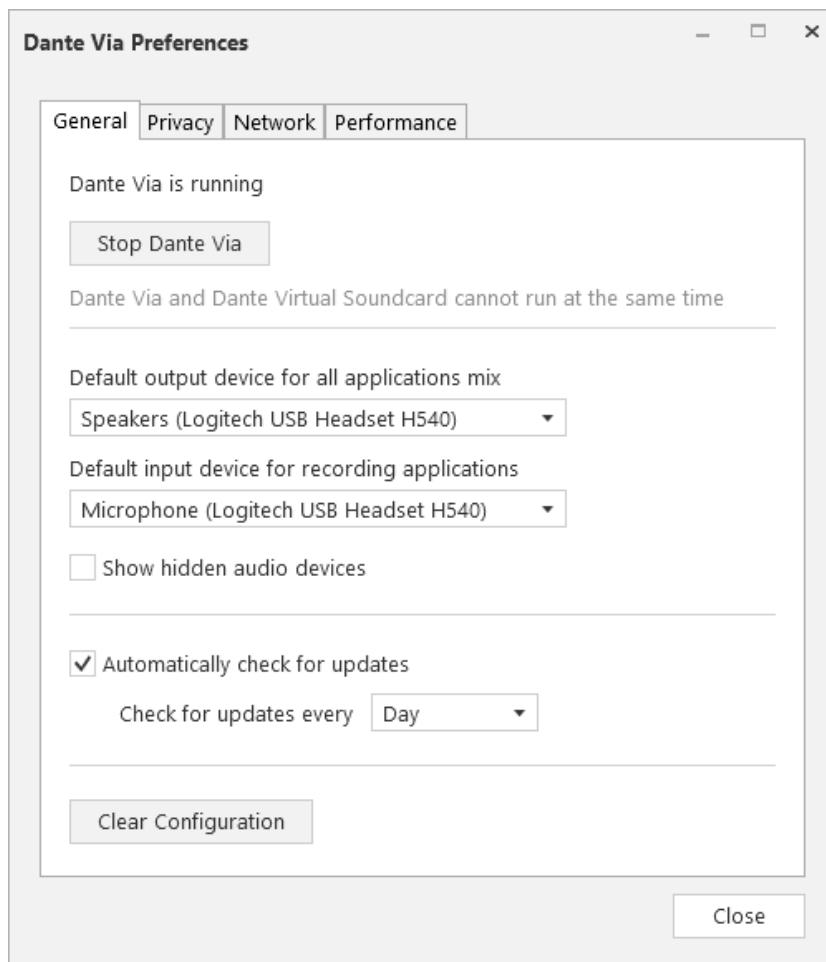 Dante Via Preferences
General Privacy Network Performance
Dante Via is running
Stop Dante Via
Dante Via and Dante Virtual Soundcard cannot run at the same time
Default output device for all applications mix
Speakers (Logitech USB Headset H540)
Default input device for recording applications
Microphone (Logitech USB Headset H540)
Show hidden audio devices
Automatically check for updates
Check for updates every Day
Clear Configuration
Close